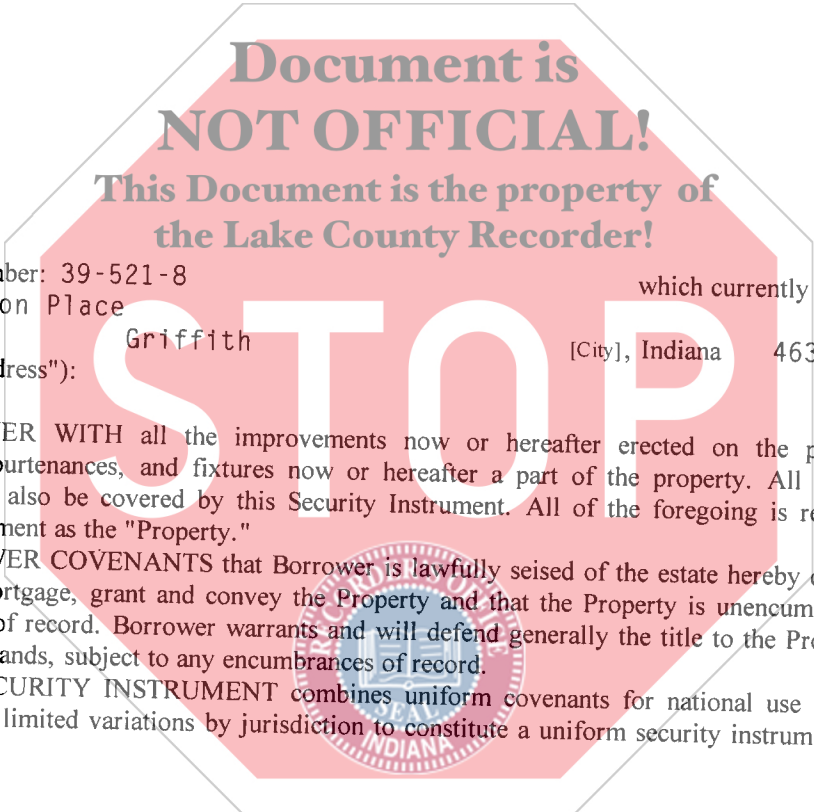 Document is
NOT OFFICIAL!
This Document is the property of
the Lake County Recorder!
ber: 39-521-8 which currently
on Place
Griffith [City], Indiana 463
dress"):
STOP
ER WITH all the improvements now or hereafter erected on the p
ourtenances, and fixtures now or hereafter a part of the property. All
also be covered by this Security Instrument. All of the foregoing is re
ment as the "Property."
VER COVENANTS that Borrower is lawfully seised of the estate hereby c
ortgage, grant and convey the Property and that the Property is unencum
of record. Borrower warrants and will defend generally the title to the Pro
ands, subject to any encumbrances of record.
CURITY INSTRUMENT combines uniform covenants for national use
limited variations by jurisdiction to constitute a uniform security instrum
SEAL
INDIANA